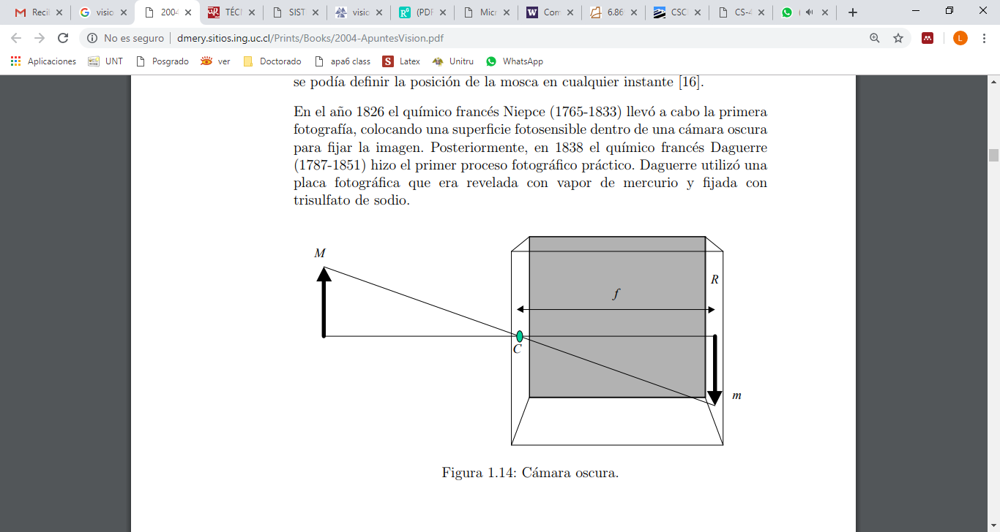 Reci
visio
2004
TÉCN
SIST
visic
(PDF
Micr
Com
6.86
CSC
CS-4
No es seguro | dmery.sitios.ing.uc.cl/Prints/Books/2004-ApuntesVision.pdf
L
Aplicaciones UNT Posgrado ver Doctorado apa6 class Latex Unitru WhatsApp
se podía definir la posición de la mosca en cualquier instante [16].
En el año 1826 el químico francés Niepce (1765-1833) llevó a cabo la primera
fotografía, colocando una superficie fotosensible dentro de una cámara oscura
para fijar la imagen. Posteriormente, en 1838 el químico francés Daguerre
(1787-1851) hizo el primer proceso fotográfico práctico. Daguerre utilizó una
placa fotográfica que era revelada con vapor de mercurio y fijada con
trisulfato de sodio.
M
R
f
C
m
Figura 1.14: Cámara oscura.